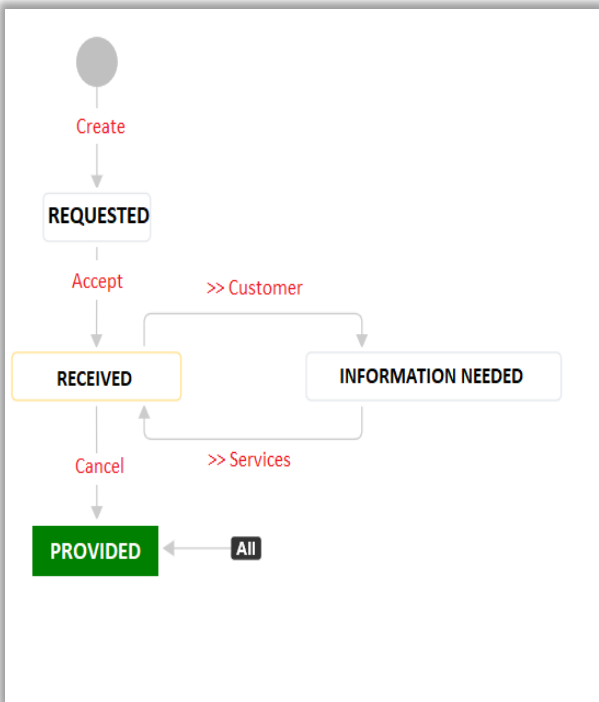 Create
REQUESTED
Accept
>> Customer
RECEIVED
INFORMATION NEEDED
>> Services
Cancel
PROVIDED
All